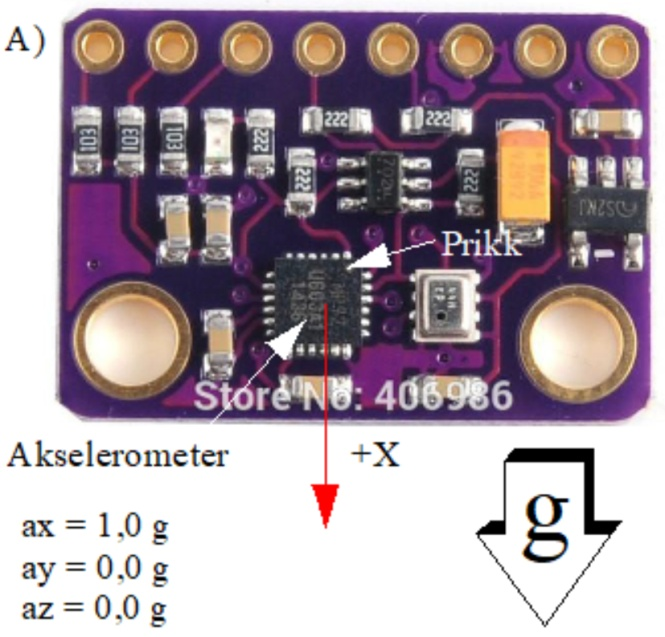 A)
103
103
103
222
222
222
222
222
Prikk
Store No: 406986
Akselerometer
+X
g
ax = 1,0 g
ay = 0,0 g
az = 0,0 g